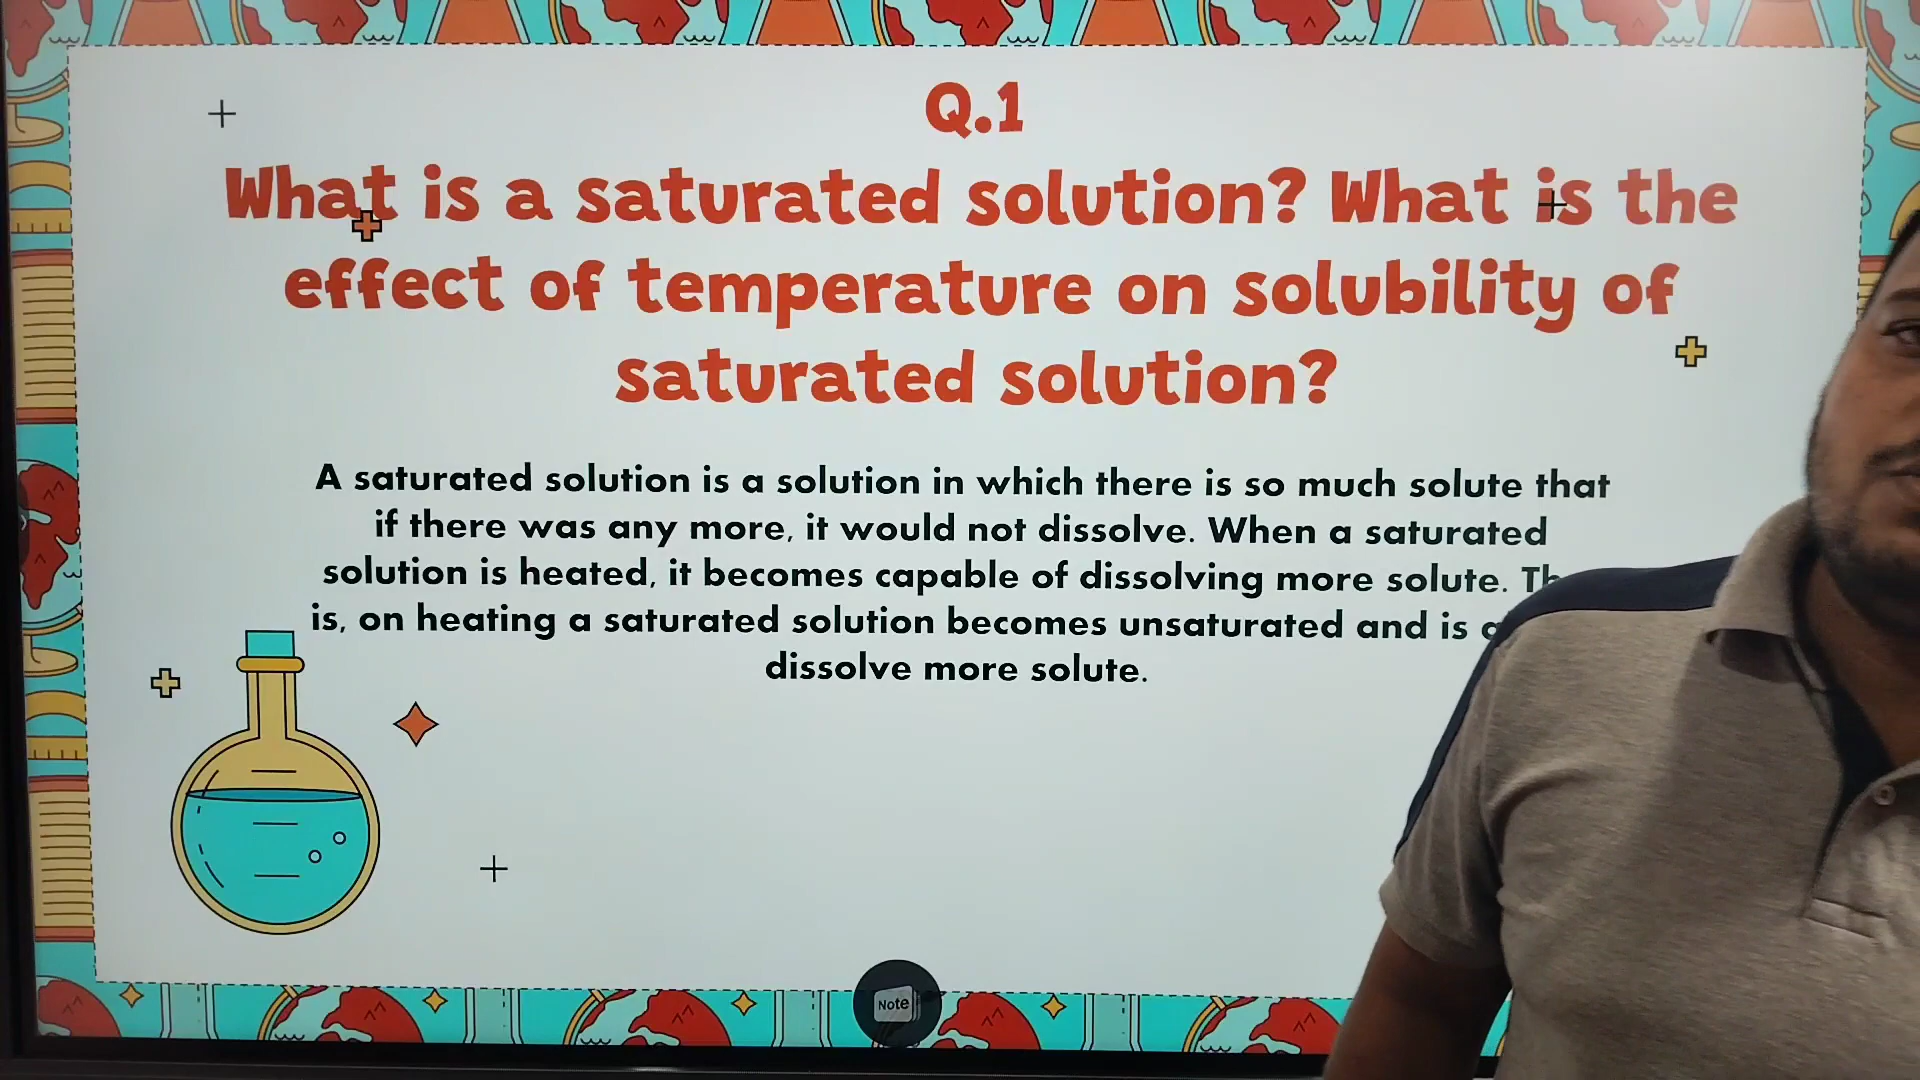 Q.1
What is a saturated solution? What is the
effect of temperature on solubility of
saturated solution?
A saturated solution is a solution in which there is so much solute that
if there was any more, it would not dissolve. When a saturated
solution is heated, it becomes capable of dissolving more solute.
is, on heating a saturated solution becomes unsaturated and is
dissolve more solute.
Note